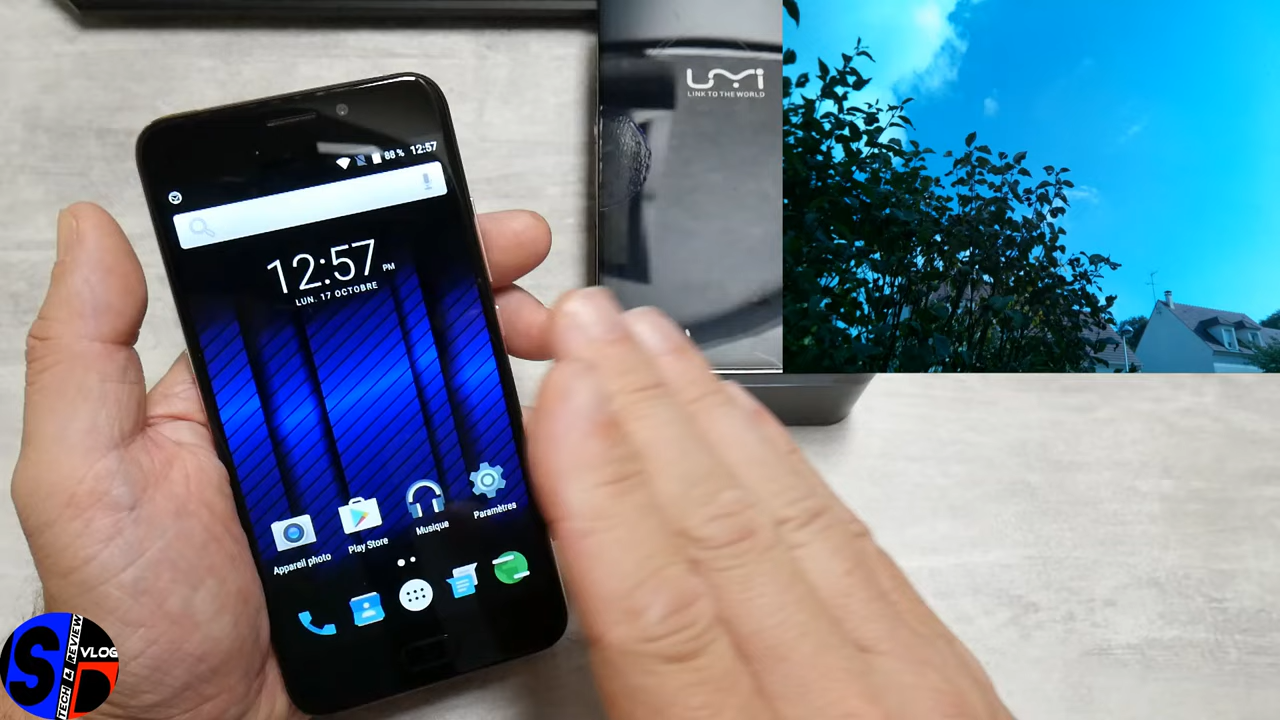 UMi
LINK TO THE WORLD
88 % 12:57
12:57 PM
LUN. 17 OCTOBRE
Appareil photo
Play Store
Musique
Paramètres
SD
TECH & REVIEW
VLOG